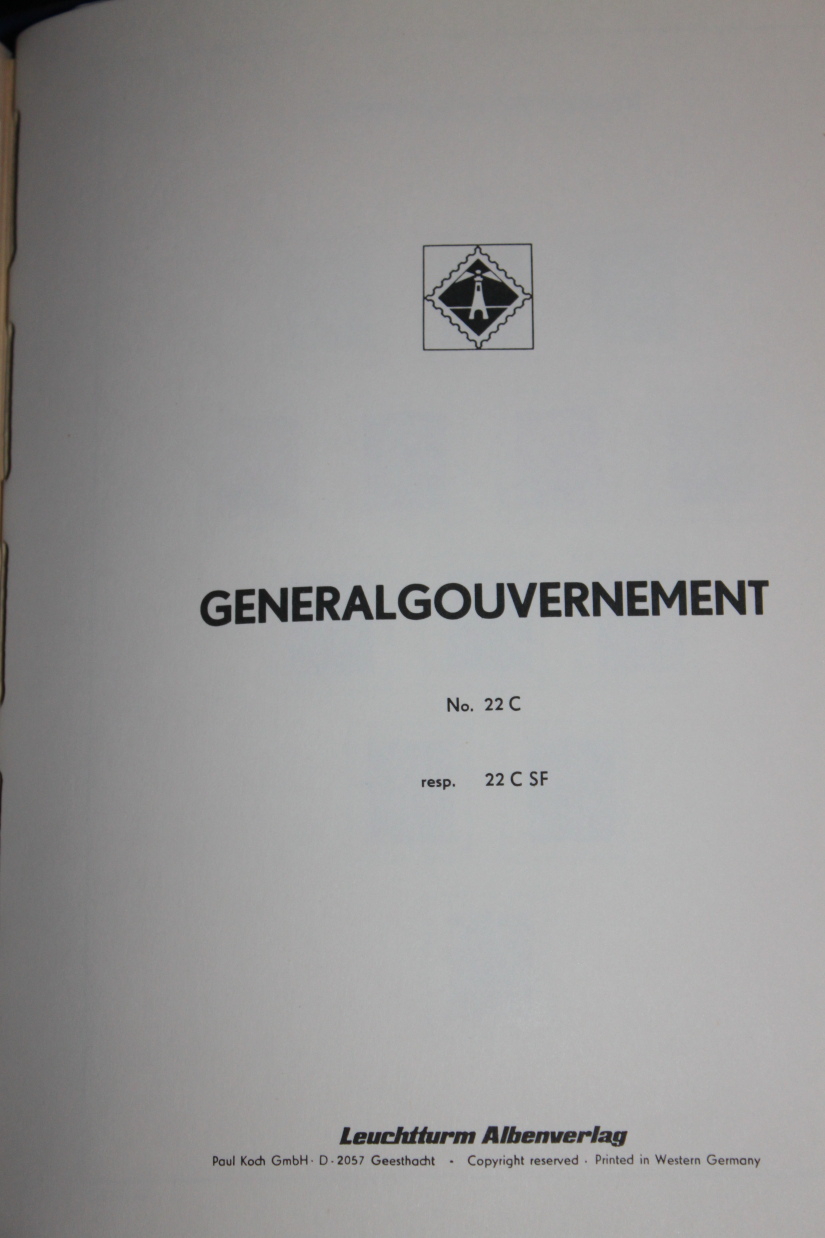 GENERALGOUVERNEMENT
No. 22 C
resp. 22 C SF
Leuchtturm Albenverlag
Paul Koch GmbH · D - 2057 Geesthacht • Copyright reserved · Printed in Western Germany